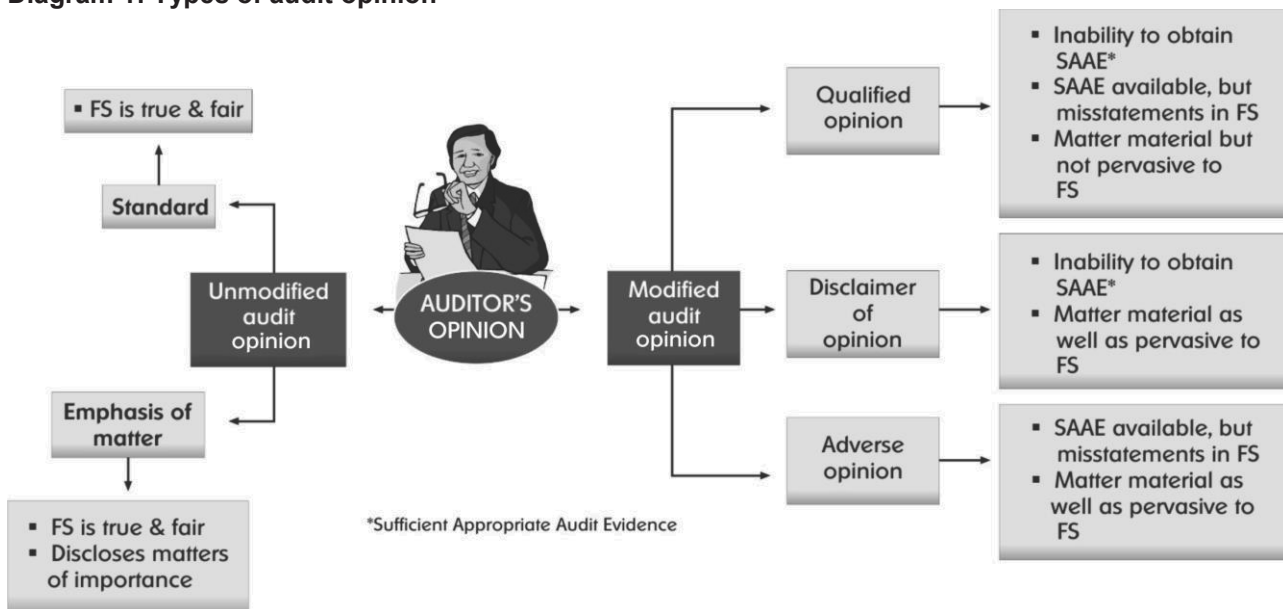 Diagram 1: Types of audit opinion
▪ FS is true & fair
Standard
Unmodified
audit
opinion
Emphasis of
matter
▪ FS is true & fair
▪ Discloses matters
of importance
AUDITOR'S
OPINION
*Sufficient Appropriate Audit Evidence
Modified
audit
opinion
Qualified
opinion
▪ Inability to obtain
SAAE*
▪ SAAE available, but
misstatements in FS
▪ Matter material but
not pervasive to
FS
Disclaimer
of
opinion
▪ Inability to obtain
SAAE*
▪ Matter material as
well as pervasive to
FS
Adverse
opinion
▪ SAAE available, but
misstatements in FS
▪ Matter material as
well as pervasive to
FS